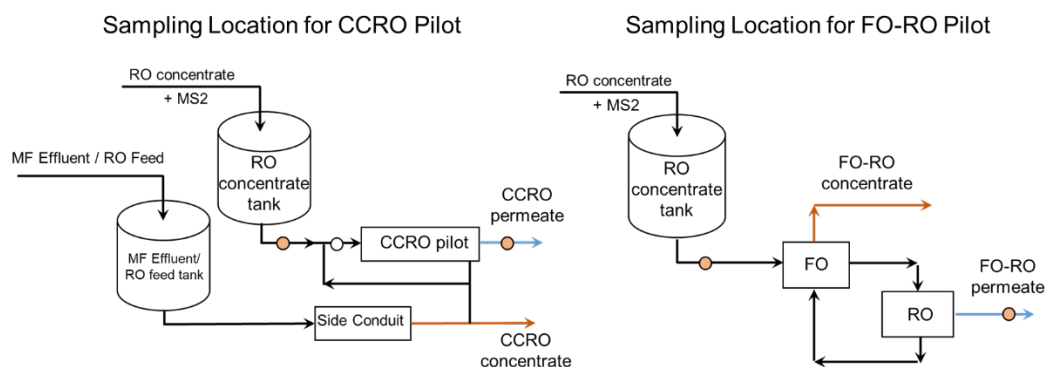 Sampling Location for CCRO Pilot
RO concentrate
+ MS2
MF Effluent / RO Feed
RO
concentrate
tank
MF Effluent/
RO feed tank
CCRO pilot
CCRO
permeate
Side Conduit
CCRO
concentrate
Sampling Location for FO-RO Pilot
RO concentrate
+ MS2
RO
concentrate
tank
FO-RO
concentrate
FO
RO
FO-RO
permeate